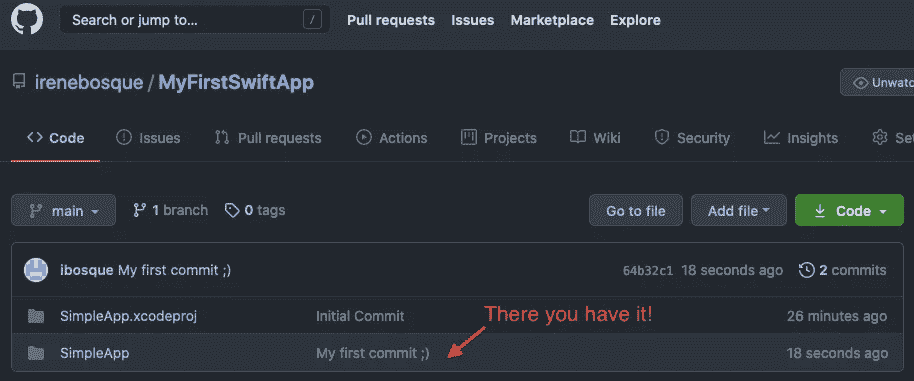 Search or jump to... /
Pull requests Issues Marketplace Explore
irenebosque / MyFirstSwiftApp
Unwatc
<> Code Issues Pull requests Actions Projects Wiki Security Insights Set
main 1 branch 0 tags Go to file Add file Code
ibosque My first commit ;) 64b32c1 18 seconds ago 2 commits
SimpleApp.xcodeproj Initial Commit 26 minutes ago
There you have it!
SimpleApp My first commit ;) 18 seconds ago